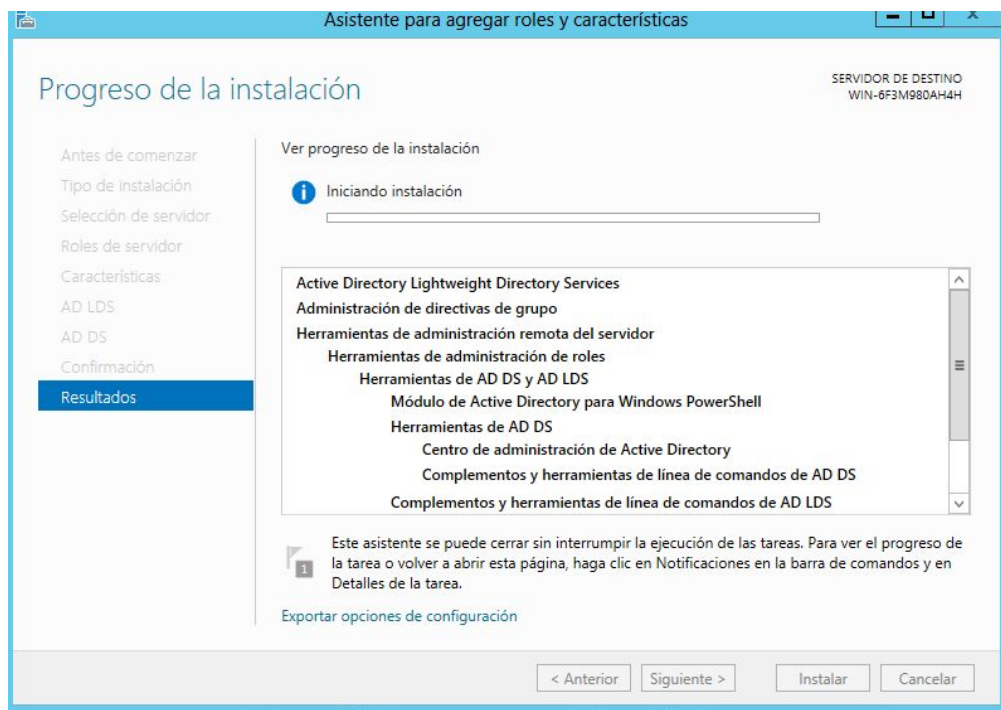 Asistente para agregar roles y características
Progreso de la instalación
SERVIDOR DE DESTINO
WIN-6F3M980AH4H
Antes de comenzar
Tipo de instalación
Selección de servidor
Roles de servidor
Características
AD LDS
AD DS
Confirmación
Resultados
Ver progreso de la instalación
Iniciando instalación
Active Directory Lightweight Directory Services
Administración de directivas de grupo
Herramientas de administración remota del servidor
Herramientas de administración de roles
Herramientas de AD DS y AD LDS
Módulo de Active Directory para Windows PowerShell
Herramientas de AD DS
Centro de administración de Active Directory
Complementos y herramientas de línea de comandos de AD DS
Complementos y herramientas de línea de comandos de AD LDS
1
Este asistente se puede cerrar sin interrumpir la ejecución de las tareas. Para ver el progreso de
la tarea o volver a abrir esta página, haga clic en Notificaciones en la barra de comandos y en
Detalles de la tarea.
Exportar opciones de configuración
< Anterior
Siguiente >
Instalar
Cancelar